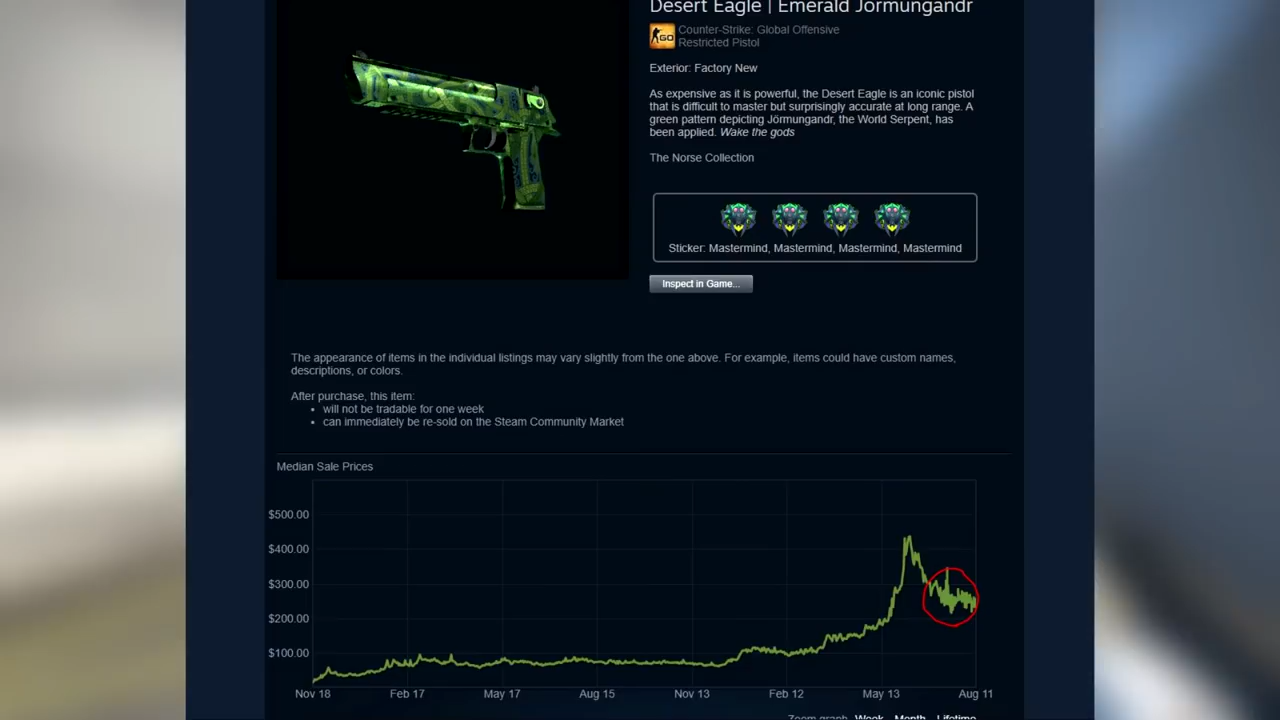 Desert Eagle | Emerald Jörmungandr
GO
Counter-Strike: Global Offensive
Restricted Pistol
Exterior: Factory New
As expensive as it is powerful, the Desert Eagle is an iconic pistol
that is difficult to master but surprisingly accurate at long range. A
green pattern depicting Jörmungandr, the World Serpent, has
been applied. Wake the gods
The Norse Collection
Sticker: Mastermind, Mastermind, Mastermind, Mastermind
Inspect in Game...
The appearance of items in the individual listings may vary slightly from the one above. For example, items could have custom names,
descriptions, or colors.
After purchase, this item:
• will not be tradable for one week
• can immediately be re-sold on the Steam Community Market
Median Sale Prices
$500.00
$400.00
$300.00
$200.00
$100.00
Nov 18 Feb 17 May 17 Aug 15 Nov 13 Feb 12 May 13 Aug 11
Zoom graph Week Month Lifetime